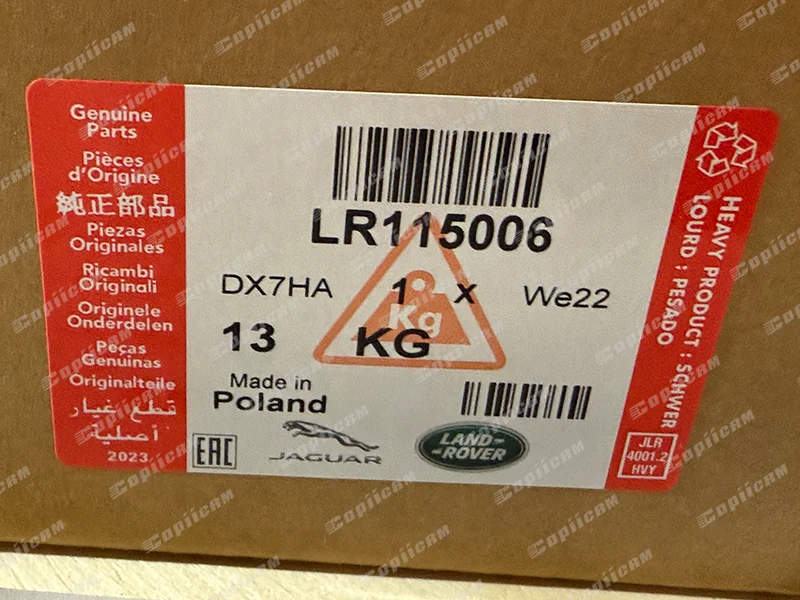 Genuine
Parts
Pièces
d'Origine
純正部品
Piezas
Originales
Ricambi
Originali
Originele
Onderdelen
Peças
Genuinas
Originalteile
قطع غيار
أصلية
2023
LR115006
DX7HA 1 x We22
Kg
13 KG
Made in
Poland
EAC
JAGUAR
LAND-
-ROVER
HEAVY PRODUCT : SCHWER
LOURD : PESADO
JLR
4001.2
HVY
Copiicam